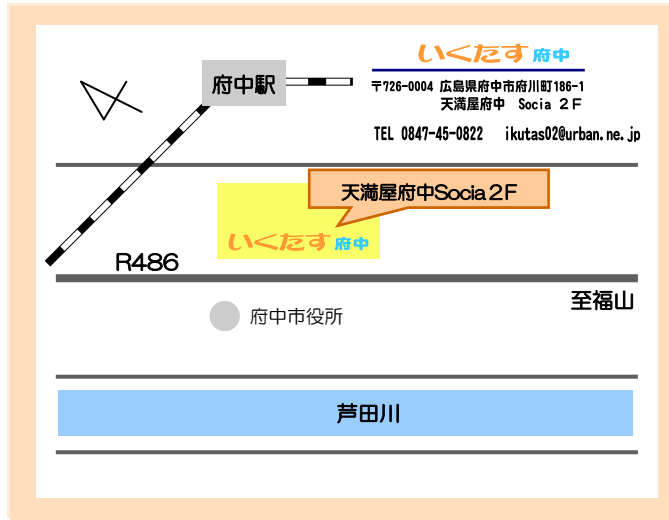 いくたす 府中
府中駅
〒726-0004 広島県府中市府川町186-1
天満屋府中 Socia 2F
TEL 0847-45-0822 ikutas02@urban.ne.jp
天満屋府中Socia2F
いくたす 府中
R486
至福山
府中市役所
芦田川